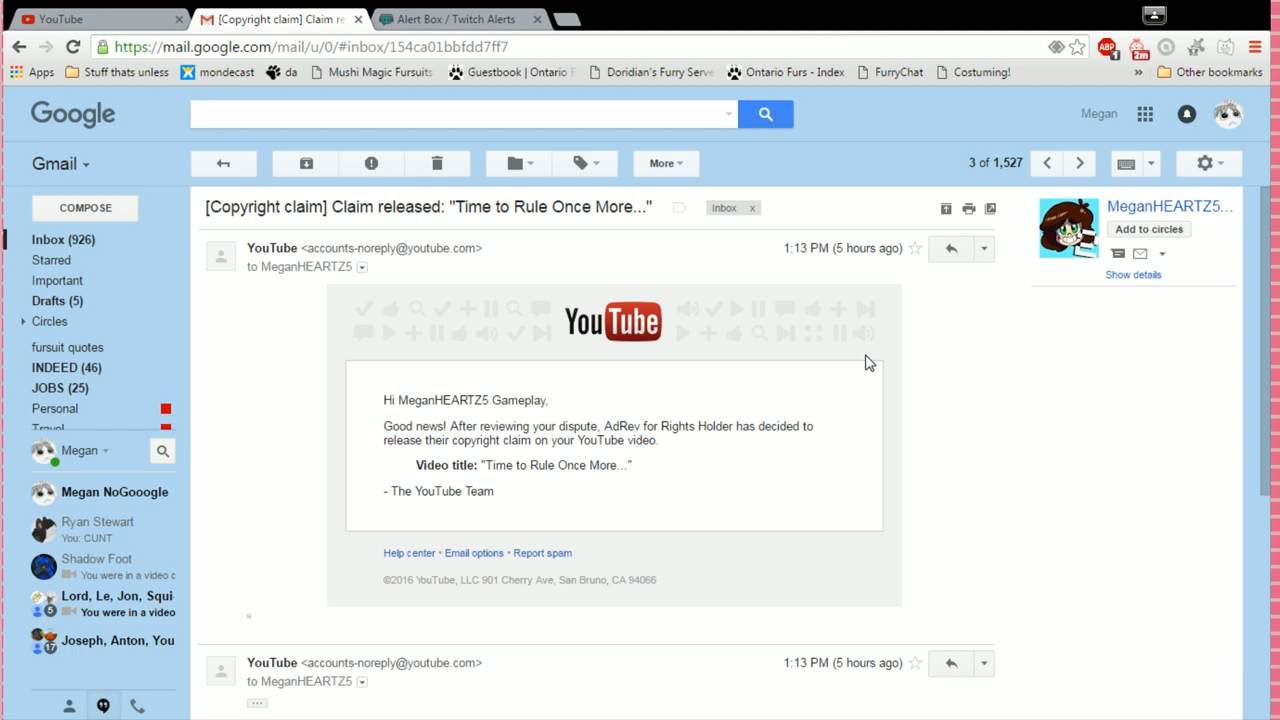 YouTube
[Copyright claim] Claim re
Alert Box / Twitch Alerts
https://mail.google.com/mail/u/0/#inbox/154ca01bbfdd7ff7
ABP 1
2m
Apps
Stuff thats unless
mondecast
da
Mushi Magic Fursuits
Guestbook | Ontario F
Doridian's Furry Serve
Ontario Furs - Index
FurryChat
Costuming!
»
Other bookmarks
Google
Megan
Gmail
More
3 of 1,527
COMPOSE
Inbox (926)
Starred
Important
Drafts (5)
Circles
fursuit quotes
INDEED (46)
JOBS (25)
Personal
Travel
Megan
Megan NoGooogle
Ryan Stewart
You: CUNT
Shadow Foot
You were in a video c
Lord, Le, Jon, Squi
5
You were in a video
Joseph, Anton, You
17
[Copyright claim] Claim released: "Time to Rule Once More..."
Inbox x
YouTube <accounts-noreply@youtube.com>
1:13 PM (5 hours ago)
to MeganHEARTZ5
YouTube
Hi MeganHEARTZ5 Gameplay,
Good news! After reviewing your dispute, AdRev for Rights Holder has decided to
release their copyright claim on your YouTube video.
Video title: "Time to Rule Once More..."
- The YouTube Team
Help center • Email options • Report spam
©2016 YouTube, LLC 901 Cherry Ave, San Bruno, CA 94066
YouTube <accounts-noreply@youtube.com>
1:13 PM (5 hours ago)
to MeganHEARTZ5
MeganHEARTZ5...
Add to circles
Show details